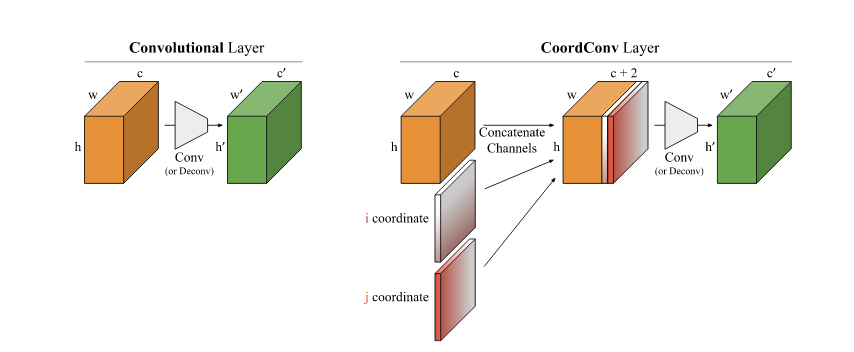 Convolutional Layer
c
c′
w
w′
h
h′
Conv
(or Deconv)
CoordConv Layer
c
c + 2
c′
w
w
w′
h
Concatenate
Channels
h
h′
Conv
(or Deconv)
i coordinate
j coordinate